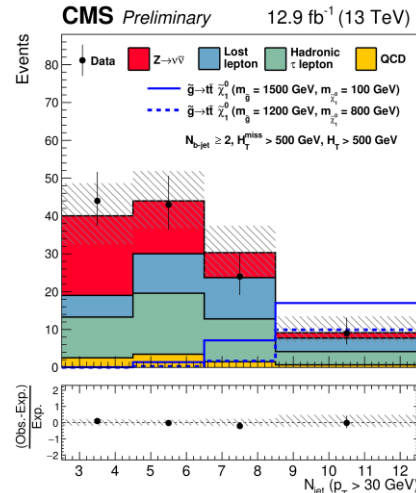 CMS Preliminary 12.9 fb⁻¹ (13 TeV)
Events
Data
Z→νν̄
Lost lepton
Hadronic τ lepton
QCD
g̃→tt̄ χ̃₁⁰ (m_g̃ = 1500 GeV, m_χ̃₁⁰ = 100 GeV)
g̃→tt̄ χ̃₁⁰ (m_g̃ = 1200 GeV, m_χ̃₁⁰ = 800 GeV)
N_b-jet ≥ 2, H_T^miss > 500 GeV, H_T > 500 GeV
80
70
60
50
40
30
20
10
0
(Obs.-Exp.)
Exp.
2
1
0
−1
−2
3 4 5 6 7 8 9 10 11 12
N_jet (p_T > 30 GeV)